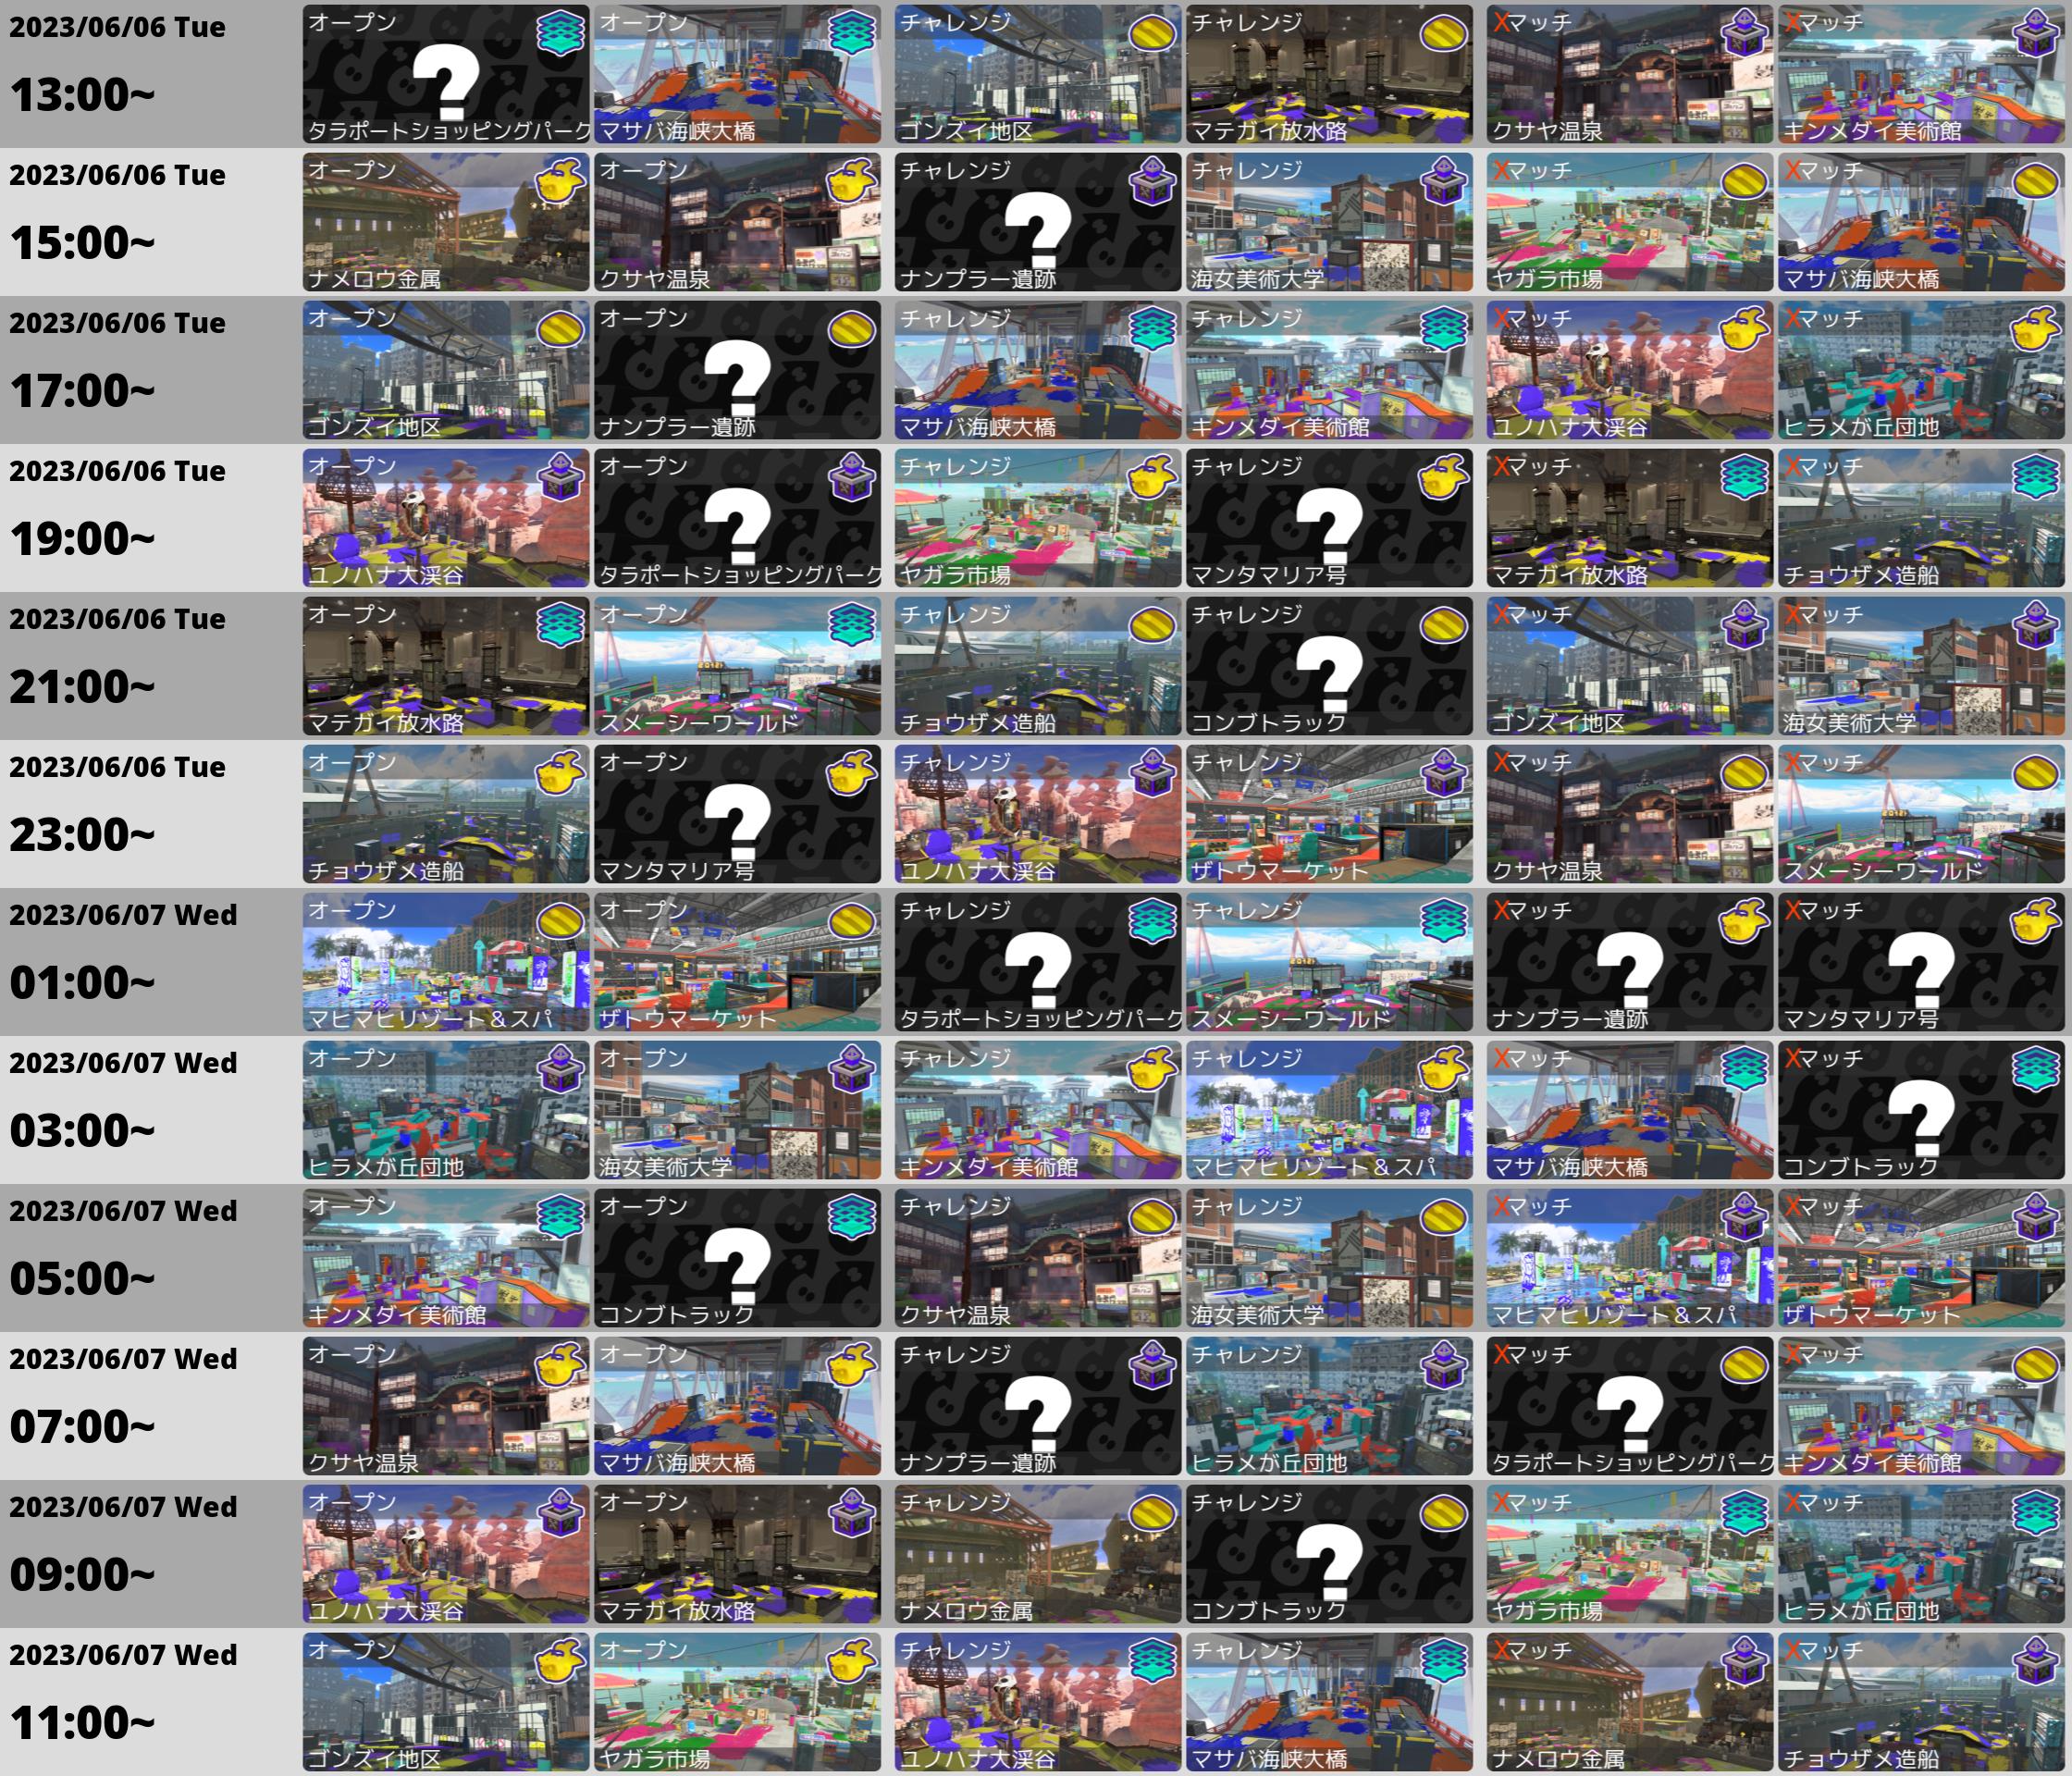 2023/06/06 Tue
13:00~
オープン オープン チャレンジ チャレンジ Xマッチ Xマッチ
タラポートショッピングパーク マサバ海峡大橋 ゴンズイ地区 マテガイ放水路 クサヤ温泉 キンメダイ美術館
2023/06/06 Tue
15:00~
オープン オープン チャレンジ チャレンジ Xマッチ Xマッチ
ナメロウ金属 クサヤ温泉 ナンプラー遺跡 海女美術大学 ヤガラ市場 マサバ海峡大橋
2023/06/06 Tue
17:00~
オープン オープン チャレンジ チャレンジ Xマッチ Xマッチ
ゴンズイ地区 ナンプラー遺跡 マサバ海峡大橋 キンメダイ美術館 ユノハナ大渓谷 ヒラメが丘団地
2023/06/06 Tue
19:00~
オープン オープン チャレンジ チャレンジ Xマッチ Xマッチ
ユノハナ大渓谷 タラポートショッピングパーク ヤガラ市場 マンタマリア号 マテガイ放水路 チョウザメ造船
2023/06/06 Tue
21:00~
オープン オープン チャレンジ チャレンジ Xマッチ Xマッチ
マテガイ放水路 スメーシーワールド チョウザメ造船 コンブトラック ゴンズイ地区 海女美術大学
2023/06/06 Tue
23:00~
オープン オープン チャレンジ チャレンジ Xマッチ Xマッチ
チョウザメ造船 マンタマリア号 ユノハナ大渓谷 ザトウマーケット クサヤ温泉 スメーシーワールド
2023/06/07 Wed
01:00~
オープン オープン チャレンジ チャレンジ Xマッチ Xマッチ
マヒマヒリゾート＆スパ ザトウマーケット タラポートショッピングパーク スメーシーワールド ナンプラー遺跡 マンタマリア号
2023/06/07 Wed
03:00~
オープン オープン チャレンジ チャレンジ Xマッチ Xマッチ
ヒラメが丘団地 海女美術大学 キンメダイ美術館 マヒマヒリゾート＆スパ マサバ海峡大橋 コンブトラック
2023/06/07 Wed
05:00~
オープン オープン チャレンジ チャレンジ Xマッチ Xマッチ
キンメダイ美術館 コンブトラック クサヤ温泉 海女美術大学 マヒマヒリゾート＆スパ ザトウマーケット
2023/06/07 Wed
07:00~
オープン オープン チャレンジ チャレンジ Xマッチ Xマッチ
クサヤ温泉 マサバ海峡大橋 ナンプラー遺跡 ヒラメが丘団地 タラポートショッピングパーク キンメダイ美術館
2023/06/07 Wed
09:00~
オープン オープン チャレンジ チャレンジ Xマッチ Xマッチ
ユノハナ大渓谷 マテガイ放水路 ナメロウ金属 コンブトラック ヤガラ市場 ヒラメが丘団地
2023/06/07 Wed
11:00~
オープン オープン チャレンジ チャレンジ Xマッチ Xマッチ
ゴンズイ地区 ヤガラ市場 ユノハナ大渓谷 マサバ海峡大橋 ナメロウ金属 チョウザメ造船